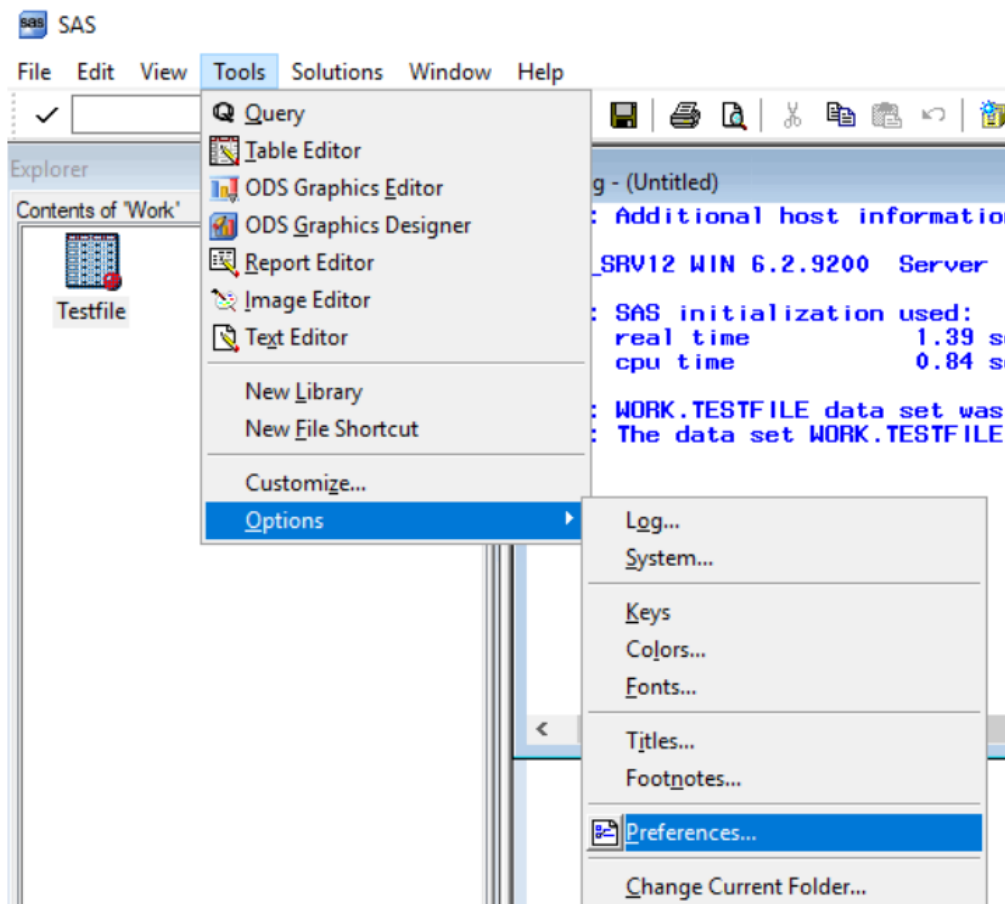 sas SAS
File Edit View Tools Solutions Window Help
Query
Table Editor
ODS Graphics Editor
ODS Graphics Designer
Report Editor
Image Editor
Text Editor
New Library
New File Shortcut
Customize...
Options
Explorer
Contents of 'Work'
Testfile
g - (Untitled)
: Additional host informatio
_SRV12 WIN 6.2.9200 Server
: SAS initialization used:
real time 1.39 s
cpu time 0.84 s
: WORK.TESTFILE data set was
: The data set WORK.TESTFILE
Log...
System...
Keys
Colors...
Fonts...
Titles...
Footnotes...
Preferences...
Change Current Folder...